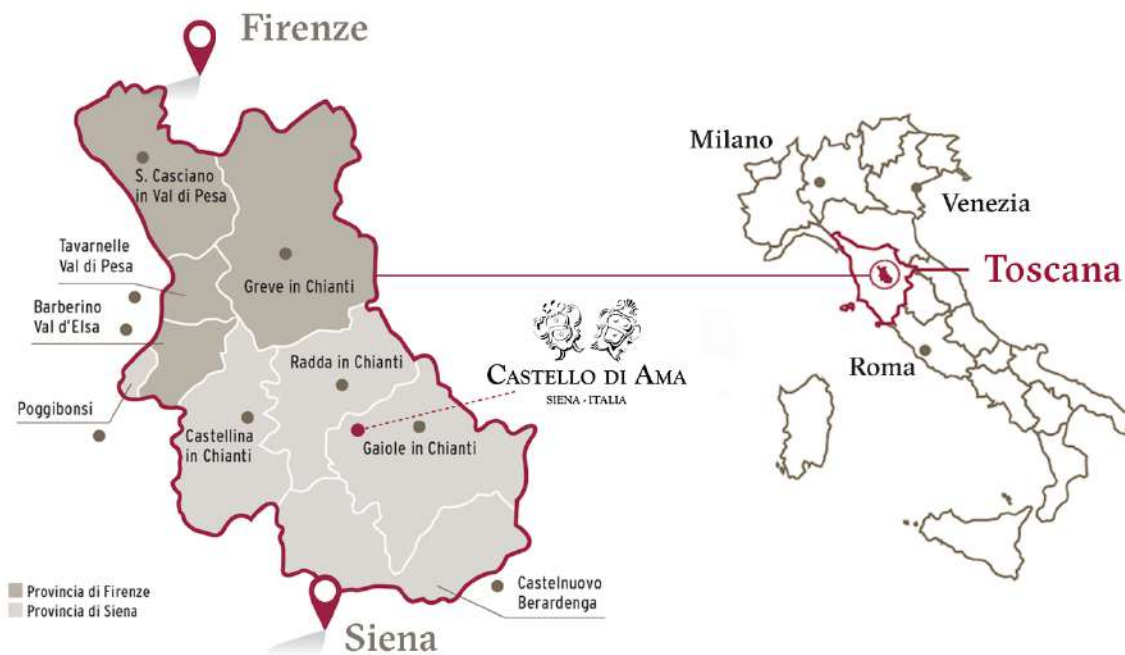 Firenze
S. Casciano
in Val di Pesa
Tavarnelle
Val di Pesa
Barberino
Val d'Elsa
Greve in Chianti
Radda in Chianti
Poggibonsi
Castellina
in Chianti
Gaiole in Chianti
CASTELLO DI AMA
SIENA - ITALIA
Castelnuovo
Berardenga
Provincia di Firenze
Provincia di Siena
Siena
Milano
Venezia
Toscana
Roma